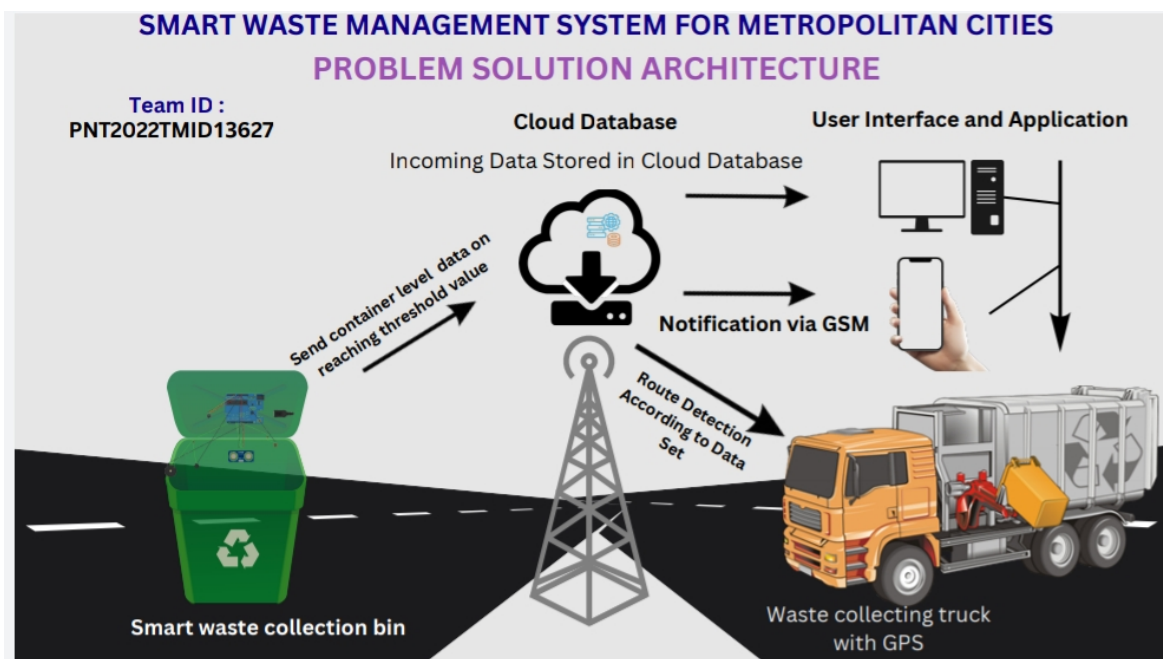 SMART WASTE MANAGEMENT SYSTEM FOR METROPOLITAN CITIES
PROBLEM SOLUTION ARCHITECTURE
Team ID :
PNT2022TMID13627
Cloud Database
Incoming Data Stored in Cloud Database
User Interface and Application
Send container level data on
reaching threshold value
Notification via GSM
Route Detection
According to Data
Set
Smart waste collection bin
Waste collecting truck
with GPS